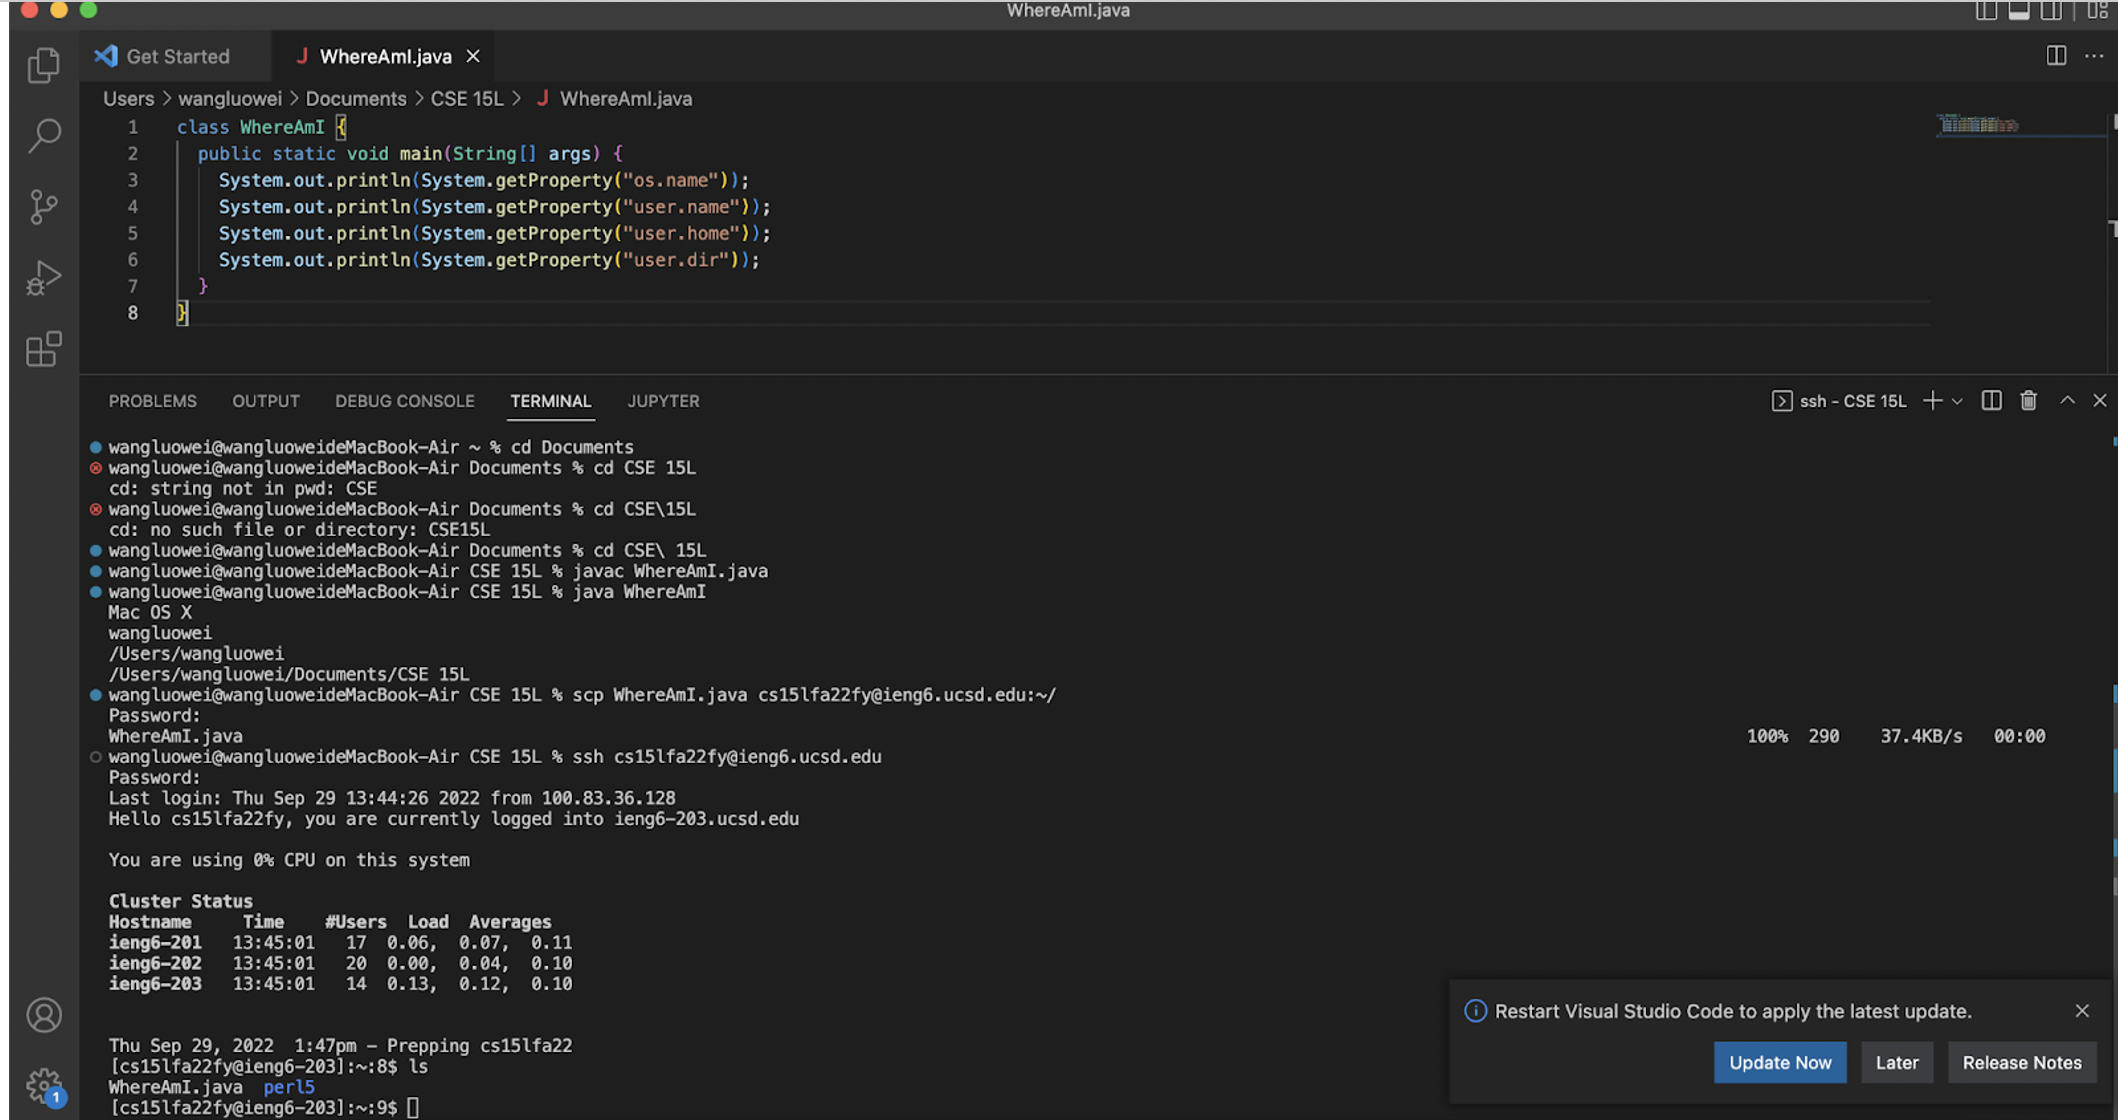 WhereAmI.java
Get Started
WhereAmI.java
Users > wangluowei > Documents > CSE 15L > J WhereAmI.java
1 class WhereAmI {
2 public static void main(String[] args) {
3 System.out.println(System.getProperty("os.name"));
4 System.out.println(System.getProperty("user.name"));
5 System.out.println(System.getProperty("user.home"));
6 System.out.println(System.getProperty("user.dir"));
7 }
8 }
PROBLEMS OUTPUT DEBUG CONSOLE TERMINAL JUPYTER
ssh - CSE 15L
wangluowei@wangluoweideMacBook-Air ~ % cd Documents
wangluowei@wangluoweideMacBook-Air Documents % cd CSE 15L
cd: string not in pwd: CSE
wangluowei@wangluoweideMacBook-Air Documents % cd CSE\15L
cd: no such file or directory: CSE15L
wangluowei@wangluoweideMacBook-Air Documents % cd CSE\ 15L
wangluowei@wangluoweideMacBook-Air CSE 15L % javac WhereAmI.java
wangluowei@wangluoweideMacBook-Air CSE 15L % java WhereAmI
Mac OS X
wangluowei
/Users/wangluowei
/Users/wangluowei/Documents/CSE 15L
wangluowei@wangluoweideMacBook-Air CSE 15L % scp WhereAmI.java cs15lfa22fy@ieng6.ucsd.edu:~/
Password:
WhereAmI.java 100% 290 37.4KB/s 00:00
wangluowei@wangluoweideMacBook-Air CSE 15L % ssh cs15lfa22fy@ieng6.ucsd.edu
Password:
Last login: Thu Sep 29 13:44:26 2022 from 100.83.36.128
Hello cs15lfa22fy, you are currently logged into ieng6-203.ucsd.edu
You are using 0% CPU on this system
Cluster Status
Hostname Time #Users Load Averages
ieng6-201 13:45:01 17 0.06, 0.07, 0.11
ieng6-202 13:45:01 20 0.00, 0.04, 0.10
ieng6-203 13:45:01 14 0.13, 0.12, 0.10
Thu Sep 29, 2022 1:47pm - Prepping cs15lfa22
[cs15lfa22fy@ieng6-203]:~:8$ ls
WhereAmI.java perl5
[cs15lfa22fy@ieng6-203]:~:9$
Restart Visual Studio Code to apply the latest update.
Update Now Later Release Notes
1